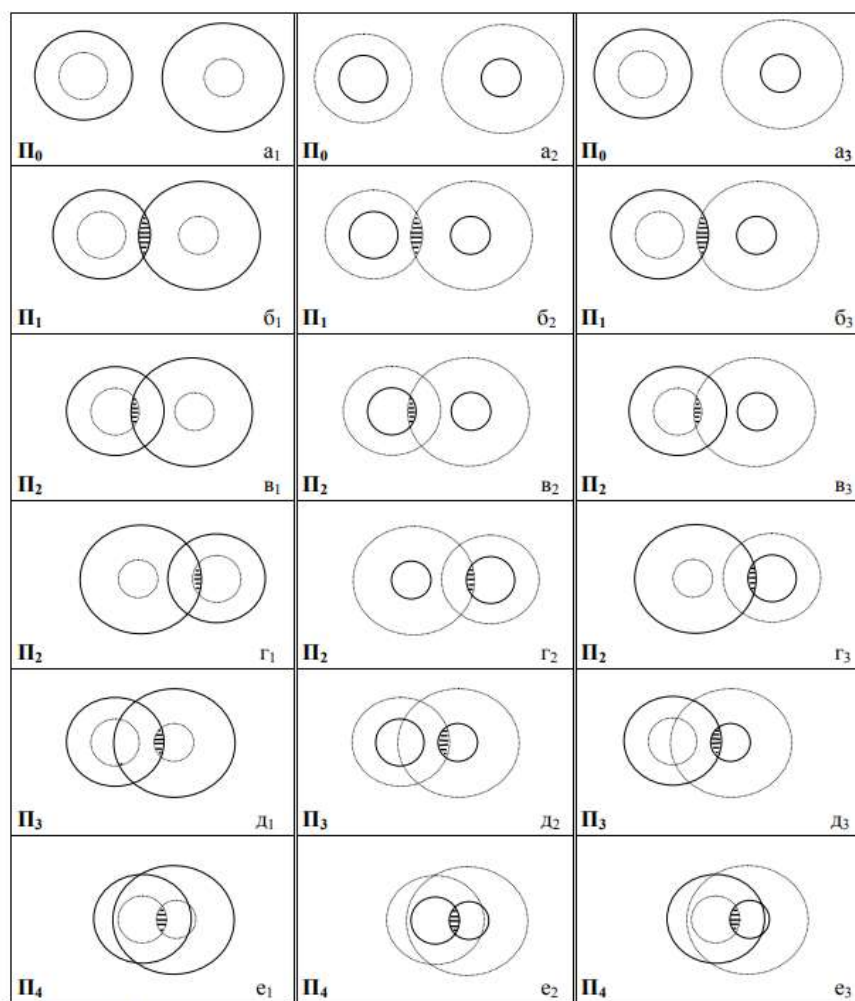 П₀ а₁ П₀ а₂ П₀ а₃
П₁ б₁ П₁ б₂ П₁ б₃
П₂ в₁ П₂ в₂ П₂ в₃
П₂ г₁ П₂ г₂ П₂ г₃
П₃ д₁ П₃ д₂ П₃ д₃
П₄ е₁ П₄ е₂ П₄ е₃